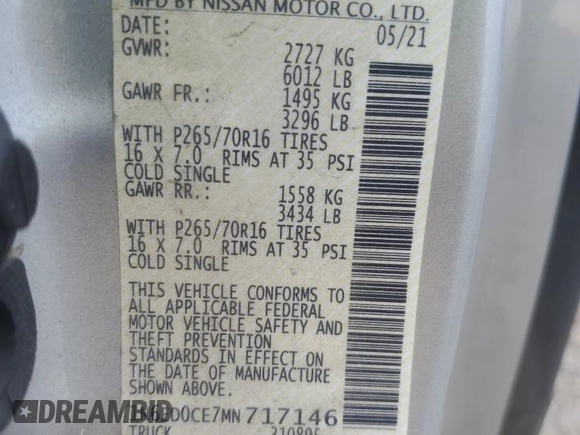 MFD BY NISSAN MOTOR CO., LTD.
DATE: 05/21
GVWR: 2727 KG
6012 LB
GAWR FR.: 1495 KG
3296 LB
WITH P265/70R16 TIRES
16 X 7.0 RIMS AT 35 PSI
COLD SINGLE
GAWR RR.: 1558 KG
3434 LB
WITH P265/70R16 TIRES
16 X 7.0 RIMS AT 35 PSI
COLD SINGLE
THIS VEHICLE CONFORMS TO
ALL APPLICABLE FEDERAL
MOTOR VEHICLE SAFETY AND
THEFT PREVENTION
STANDARDS IN EFFECT ON
THE DATE OF MANUFACTURE
SHOWN ABOVE.
717146
TRUCK
BIDHISTORY